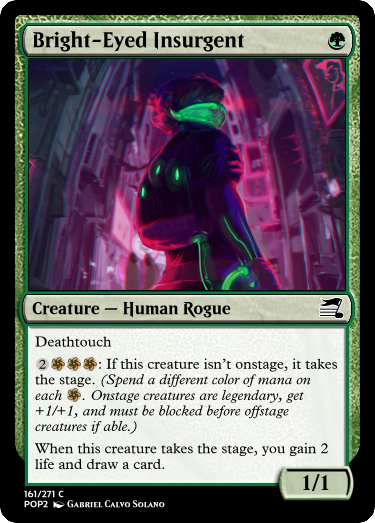 Bright-Eyed Insurgent
Creature — Human Rogue
Deathtouch
2: If this creature isn't onstage, it takes
the stage. (Spend a different color of mana on
each . Onstage creatures are legendary, get
+1/+1, and must be blocked before offstage
creatures if able.)
When this creature takes the stage, you gain 2
life and draw a card.
1/1
161/271 C
POP2 Gabriel Calvo Solano